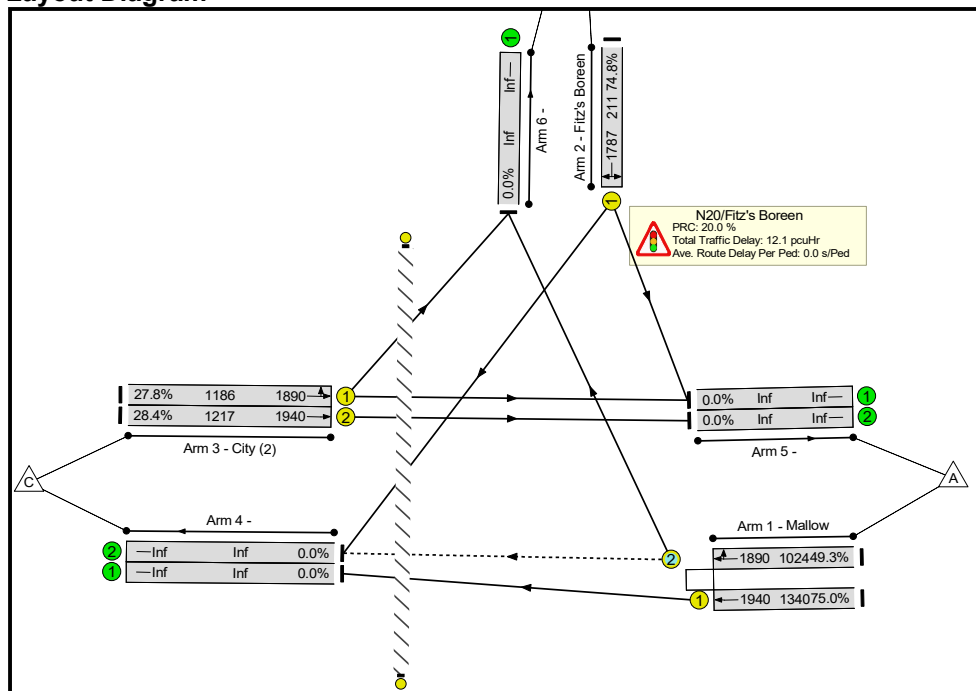 Layout Diagram
1
Inf
Inf
0.0%
Arm 6 -
Arm 2 - Fitz's Boreen
1787 211 74.8%
1
N20/Fitz's Boreen
PRC: 20.0 %
Total Traffic Delay: 12.1 pcuHr
Ave. Route Delay Per Ped: 0.0 s/Ped
27.8% 1186 1890 1
28.4% 1217 1940 2
Arm 3 - City (2)
0.0% Inf Inf 1
0.0% Inf Inf 2
Arm 5 -
C
A
Arm 4 -
2 Inf Inf 0.0%
1 Inf Inf 0.0%
Arm 1 - Mallow
2 1890 102449.3%
1 1940 134075.0%